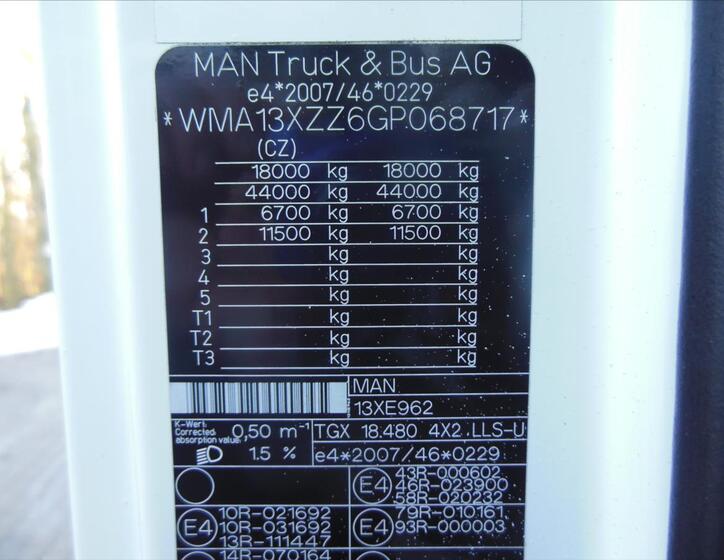 MAN Truck & Bus AG
e4*2007/46*0229
*WMA13XZZ6GP068717*
(CZ)
18000 kg 18000 kg
44000 kg 44000 kg
1 6700 kg 6700 kg
2 11500 kg 11500 kg
3 kg kg
4 kg kg
5 kg kg
T1 kg kg
T2 kg kg
T3 kg kg
MAN
13XE962
K-Wert:
Corrected
absorption value:
0,50 m-1
TGX 18.480 4X2 LLS-U
1.5 %
e4*2007/46*0229
E4 43R-000602
46R-023900
58R-020232
E4 10R-021692
10R-031692
13R-111447
E4 79R-010161
93R-000003
14R-070164